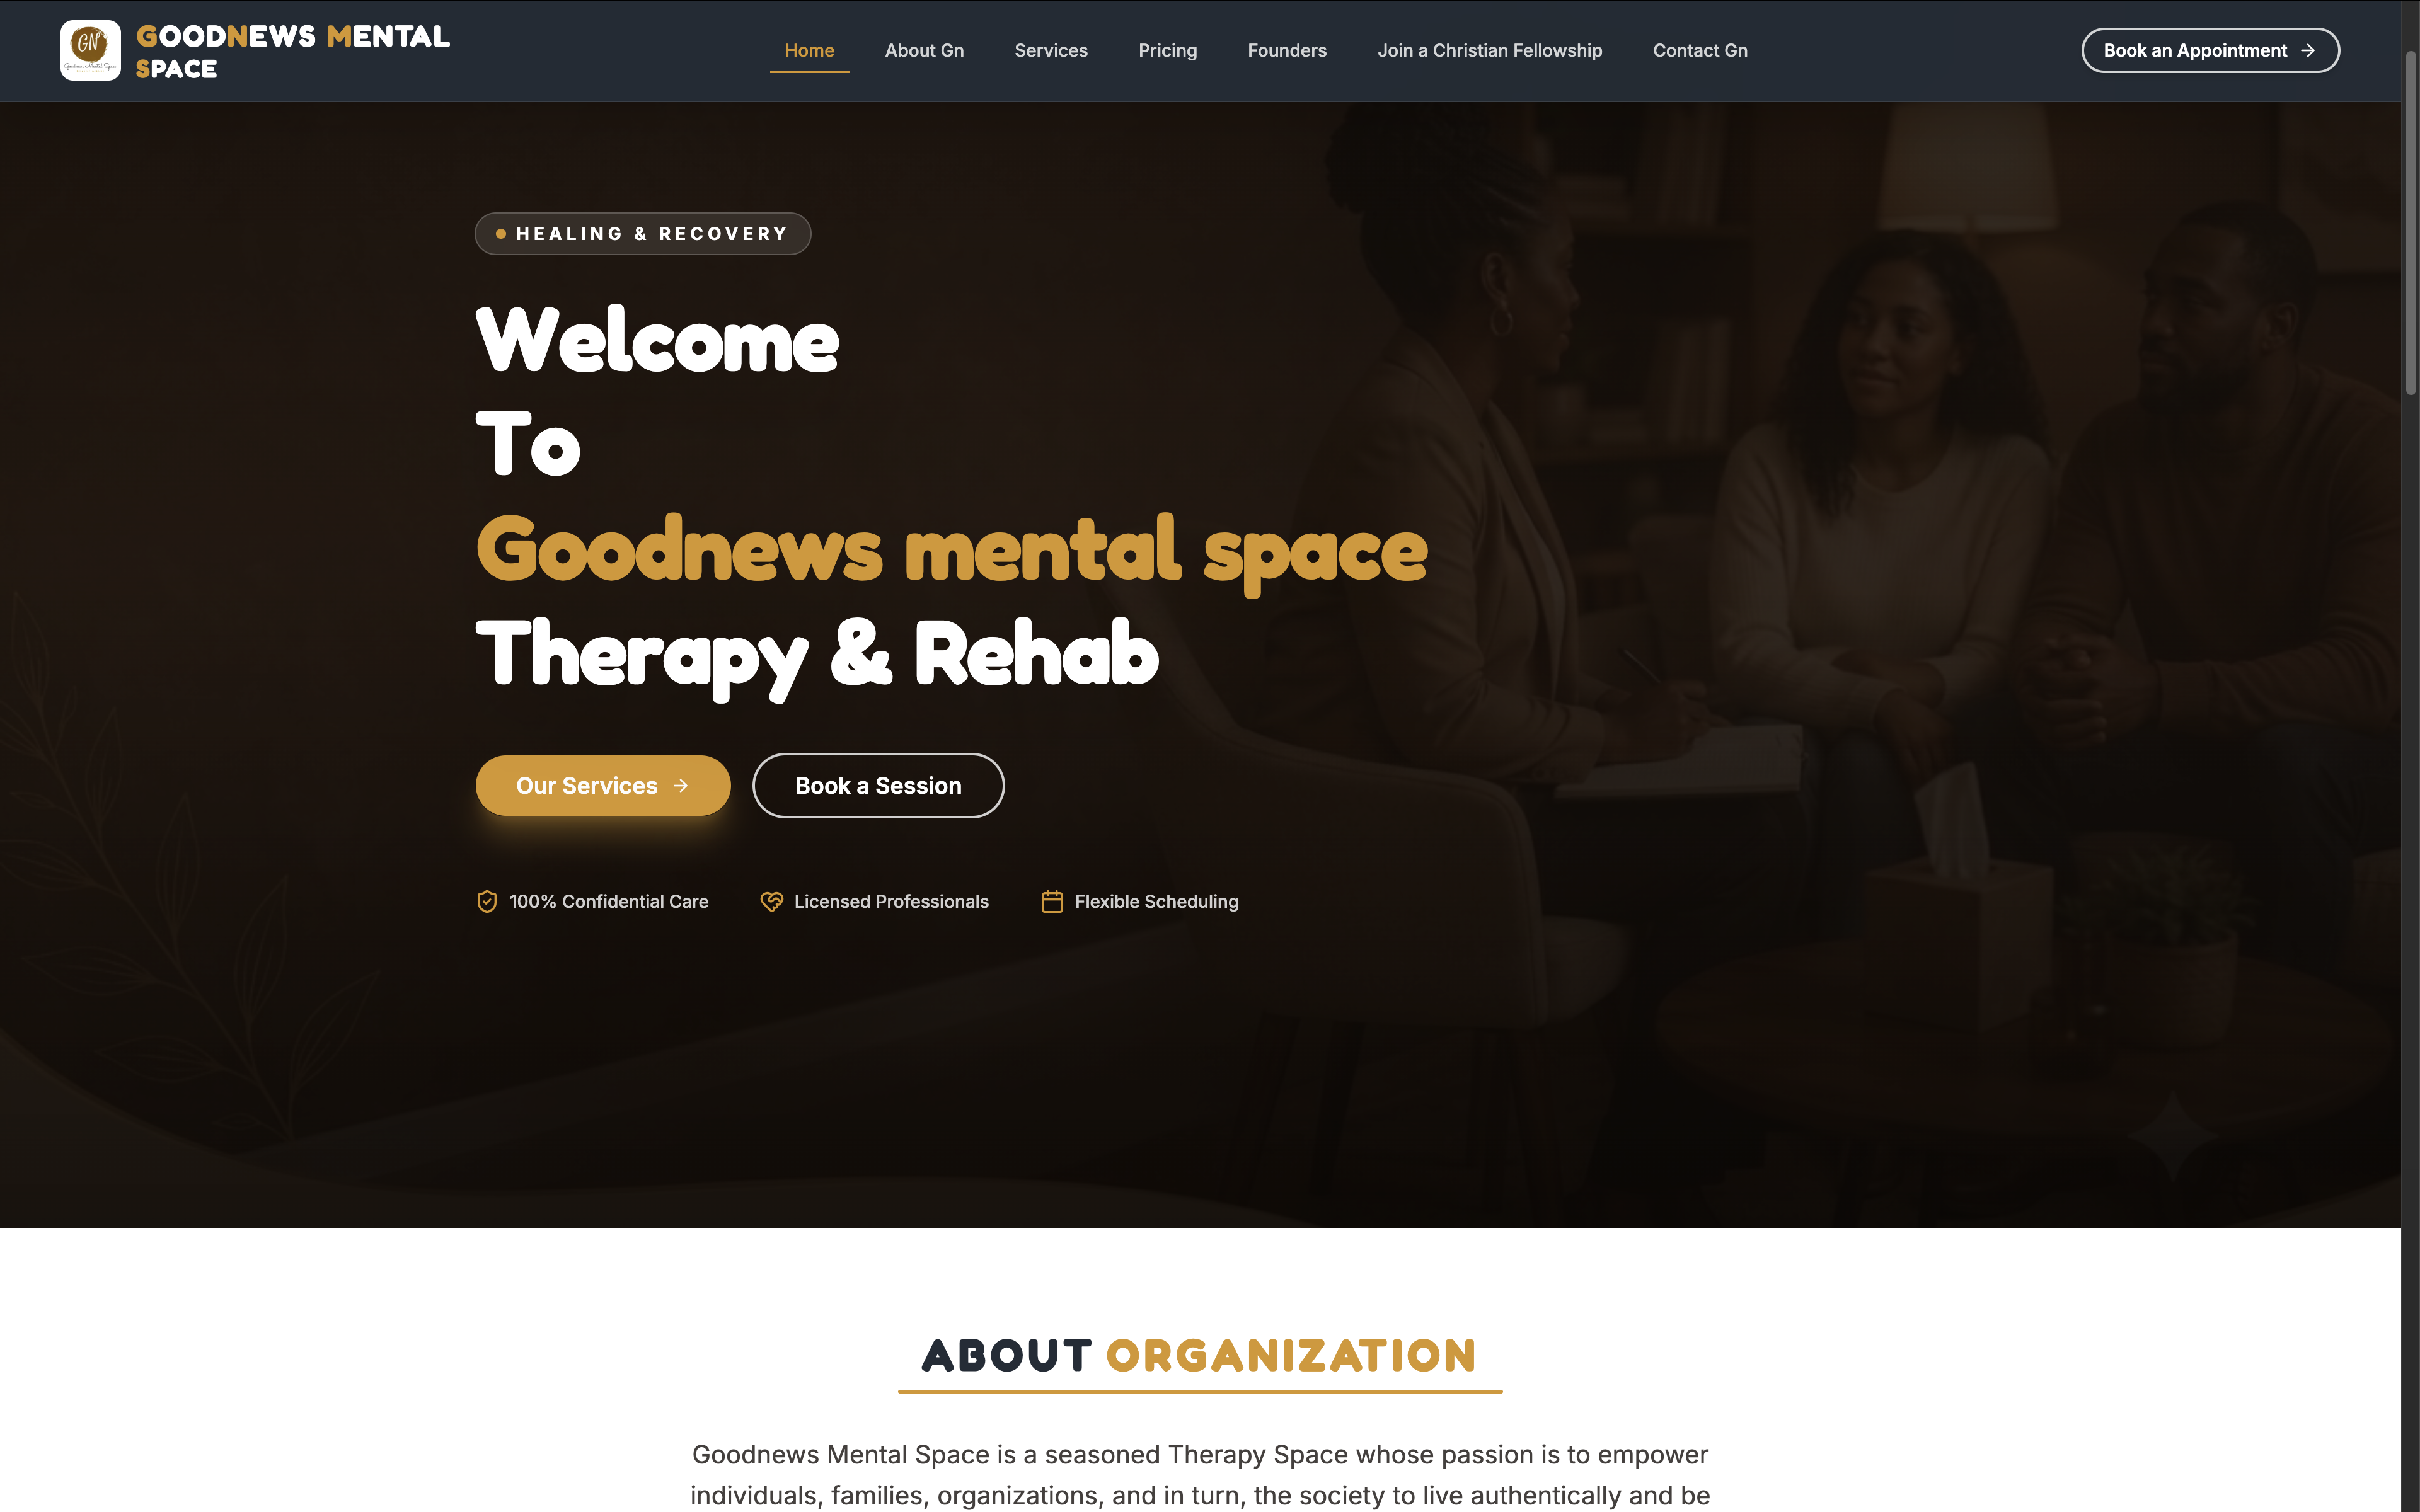 GN
GOODNEWS MENTAL
SPACE
Home
About Gn
Services
Pricing
Founders
Join a Christian Fellowship
Contact Gn
Book an Appointment →
HEALING & RECOVERY
Welcome
To
Goodnews mental space
Therapy & Rehab
Our Services →
Book a Session
100% Confidential Care
Licensed Professionals
Flexible Scheduling
ABOUT ORGANIZATION
Goodnews Mental Space is a seasoned Therapy Space whose passion is to empower
individuals, families, organizations, and in turn, the society to live authentically and be